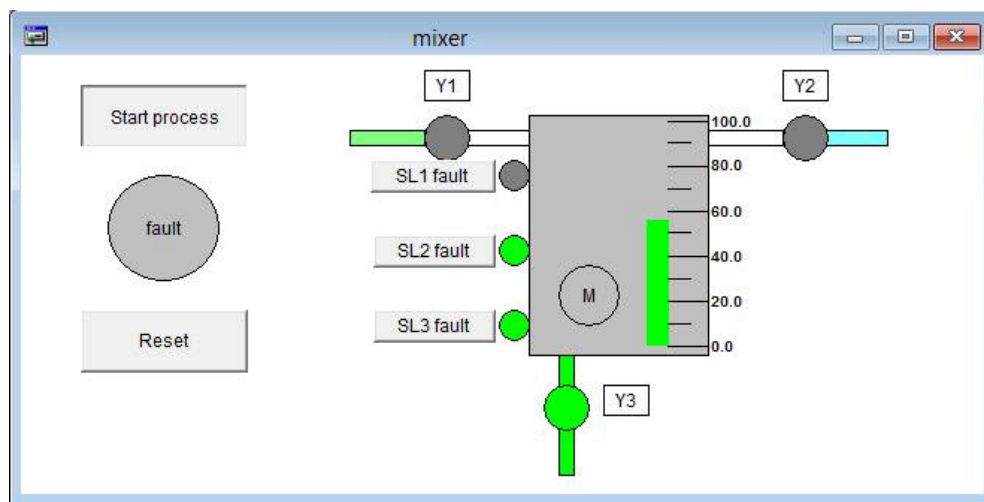 mixer
Y1
Y2
Start process
100.0
SL1 fault
80.0
fault
60.0
SL2 fault
40.0
M
20.0
SL3 fault
Reset
0.0
Y3